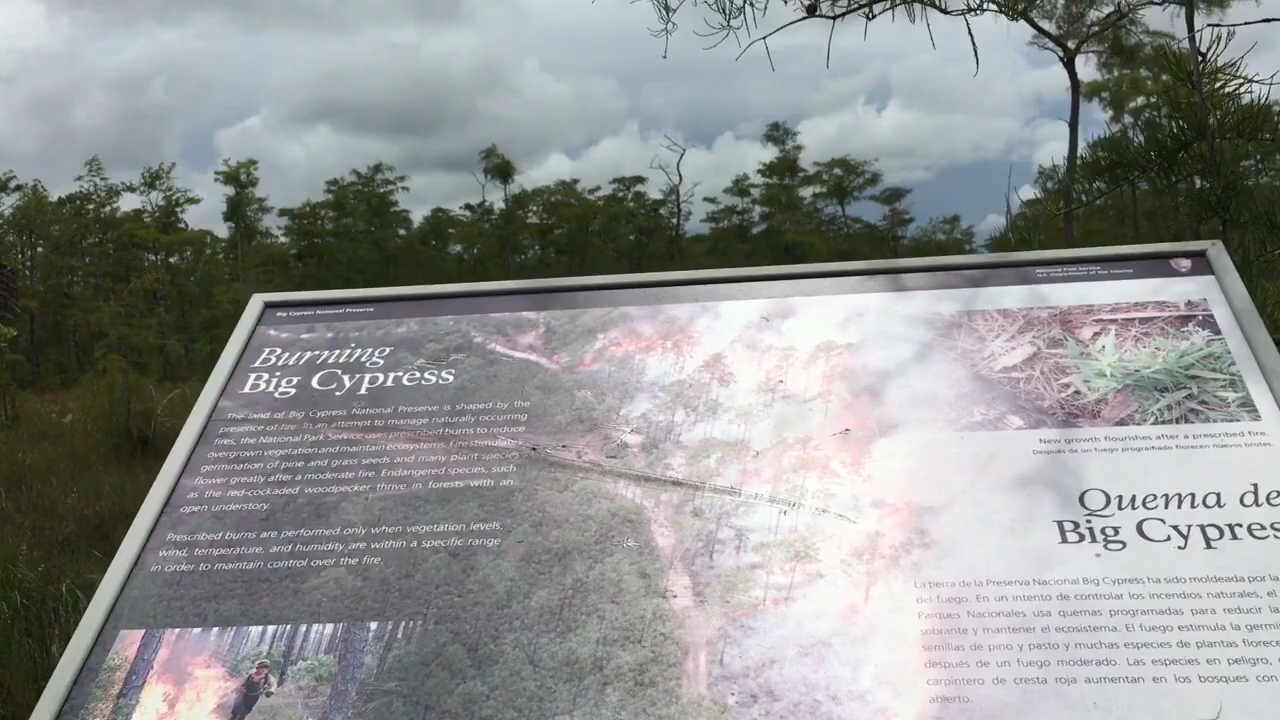 Big Cypress National Preserve
National Park Service
U.S. Department of the Interior
Burning
Big Cypress
The land of Big Cypress National Preserve is shaped by the
presence of fire. In an attempt to manage naturally occurring
fires, the National Park Service uses prescribed burns to reduce
overgrown vegetation and maintain ecosystems. Fire stimulates
germination of pine and grass seeds and many plant species
flower greatly after a moderate fire. Endangered species, such
as the red-cockaded woodpecker thrive in forests with an
open understory.
Prescribed burns are performed only when vegetation levels,
wind, temperature, and humidity are within a specific range
in order to maintain control over the fire.
New growth flourishes after a prescribed fire.
Después de un fuego programado florecen nuevos brotes.
Quema de
Big Cypres
La tierra de la Preserva Nacional Big Cypress ha sido moldeada por la
del fuego. En un intento de controlar los incendios naturales, el
Parques Nacionales usa quemas programadas para reducir la
sobrante y mantener el ecosistema. El fuego estimula la germi
semillas de pino y pasto y muchas especies de plantas florece
después de un fuego moderado. Las especies en peligro,
carpintero de cresta roja aumentan en los bosques con
abierto.